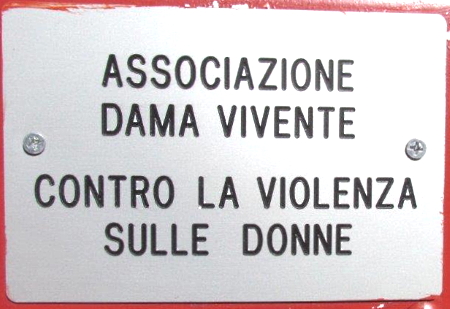 ASSOCIAZIONE
DAMA VIVENTE
CONTRO LA VIOLENZA
SULLE DONNE